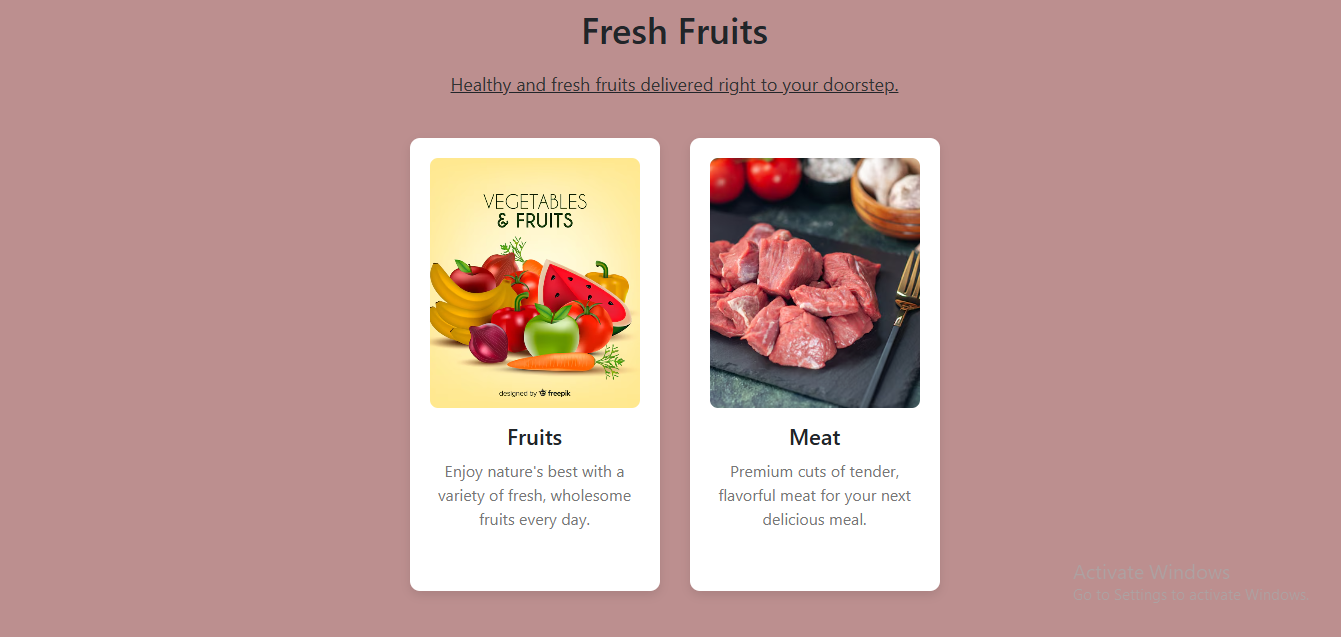 Fresh Fruits
Healthy and fresh fruits delivered right to your doorstep.
VEGETABLES
& FRUITS
designed by freepik
Fruits
Enjoy nature's best with a
variety of fresh, wholesome
fruits every day.
Meat
Premium cuts of tender,
flavorful meat for your next
delicious meal.
Activate Windows
Go to Settings to activate Windows.